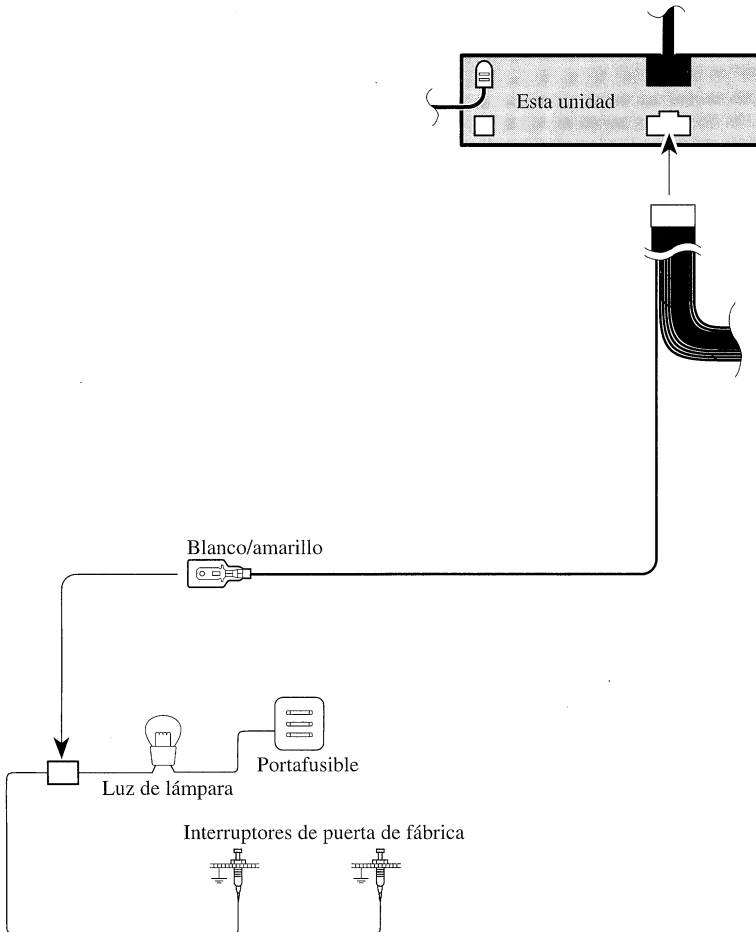 Esta unidad
Blanco/amarillo
Portafusible
Luz de lámpara
Interruptores de puerta de fábrica